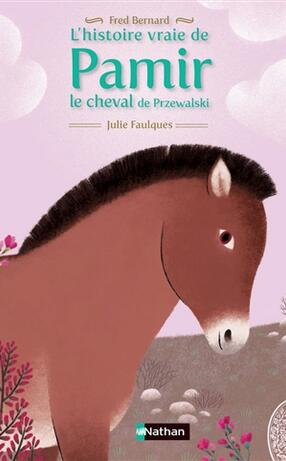 Fred Bernard
L'histoire vraie de
Pamir
le cheval de Przewalski
Julie Faulques
Nathan